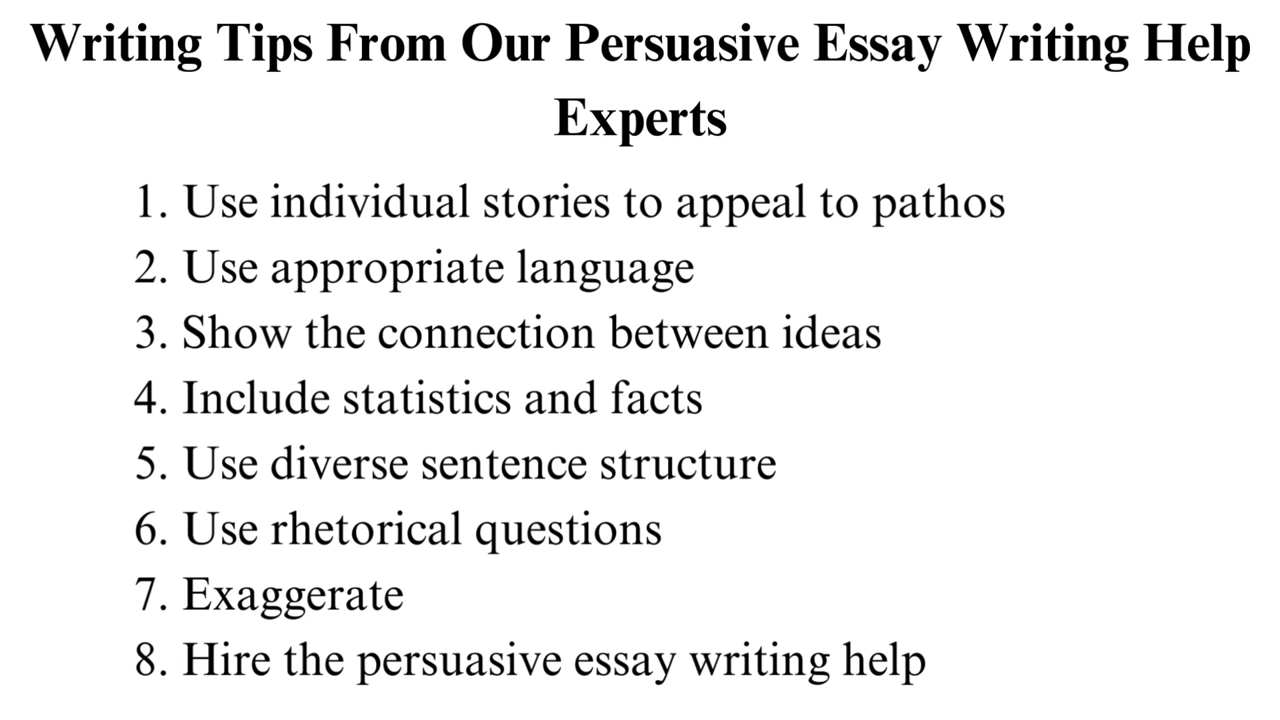 Writing Tips From Our Persuasive Essay Writing Help
Experts
1. Use individual stories to appeal to pathos
2. Use appropriate language
3. Show the connection between ideas
4. Include statistics and facts
5. Use diverse sentence structure
6. Use rhetorical questions
7. Exaggerate
8. Hire the persuasive essay writing help